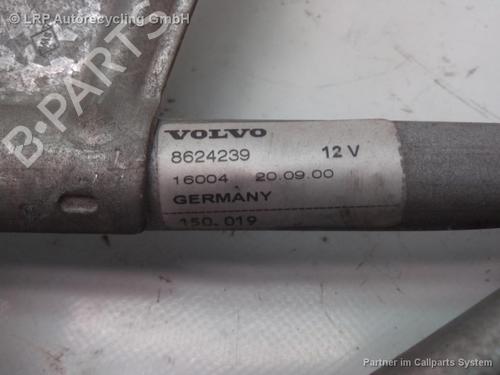 © LRP Autorecycling GmbH
B-PARTS
VOLVO
8624239 12 V
16004 20.09.00
GERMANY
150.019
Partner im Callparts System